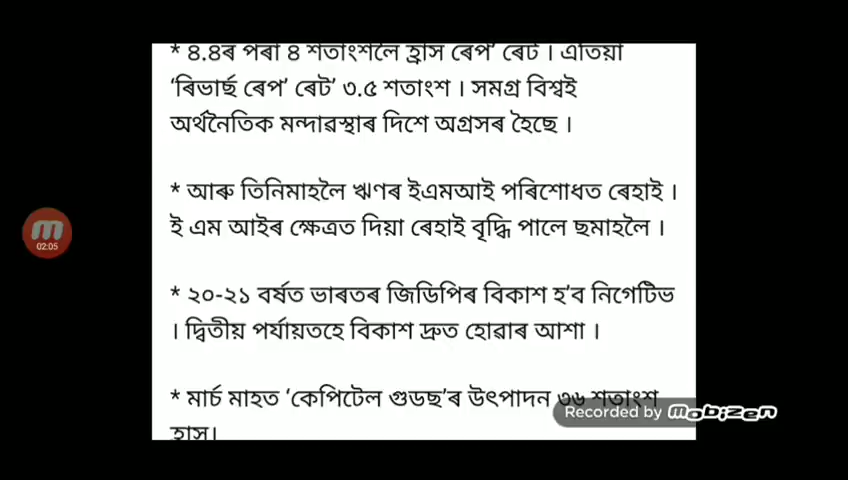 * ৪.৪ৰ পৰা ৪ শতাংশলৈ হ্ৰাস ৰেপ' ৰেট । এতিয়া
'ৰিভাৰ্ছ ৰেপ' ৰেট' ৩.৫ শতাংশ । সমগ্ৰ বিশ্বই
অৰ্থনৈতিক মন্দাৱস্থাৰ দিশে অগ্ৰসৰ হৈছে ।
* আৰু তিনিমাহলৈ ঋণৰ ইএমআই পৰিশোধত ৰেহাই ।
ই এম আইৰ ক্ষেত্ৰত দিয়া ৰেহাই বৃদ্ধি পালে ছমাহলৈ ।
* ২০-২১ বৰ্ষত ভাৰতৰ জিডিপিৰ বিকাশ হ'ব নিগেটিভ
। দ্বিতীয় পৰ্যায়তহে বিকাশ দ্ৰুত হোৱাৰ আশা ।
* মাৰ্চ মাহত 'কেপিটেল গুডছ'ৰ উৎপাদন ৩৬ শতাংশ
হ্ৰাস।
02:05
Recorded by mobizen